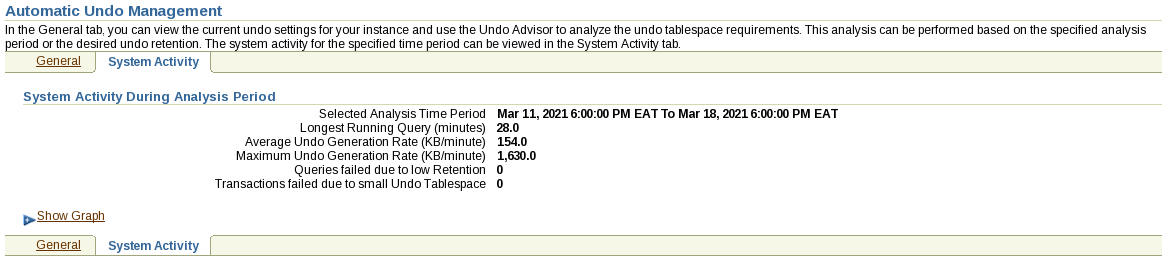 Automatic Undo Management
In the General tab, you can view the current undo settings for your instance and use the Undo Advisor to analyze the undo tablespace requirements. This analysis can be performed based on the specified analysis
period or the desired undo retention. The system activity for the specified time period can be viewed in the System Activity tab.
General System Activity
System Activity During Analysis Period
Selected Analysis Time Period Mar 11, 2021 6:00:00 PM EAT To Mar 18, 2021 6:00:00 PM EAT
Longest Running Query (minutes) 28.0
Average Undo Generation Rate (KB/minute) 154.0
Maximum Undo Generation Rate (KB/minute) 1,630.0
Queries failed due to low Retention 0
Transactions failed due to small Undo Tablespace 0
Show Graph
General System Activity